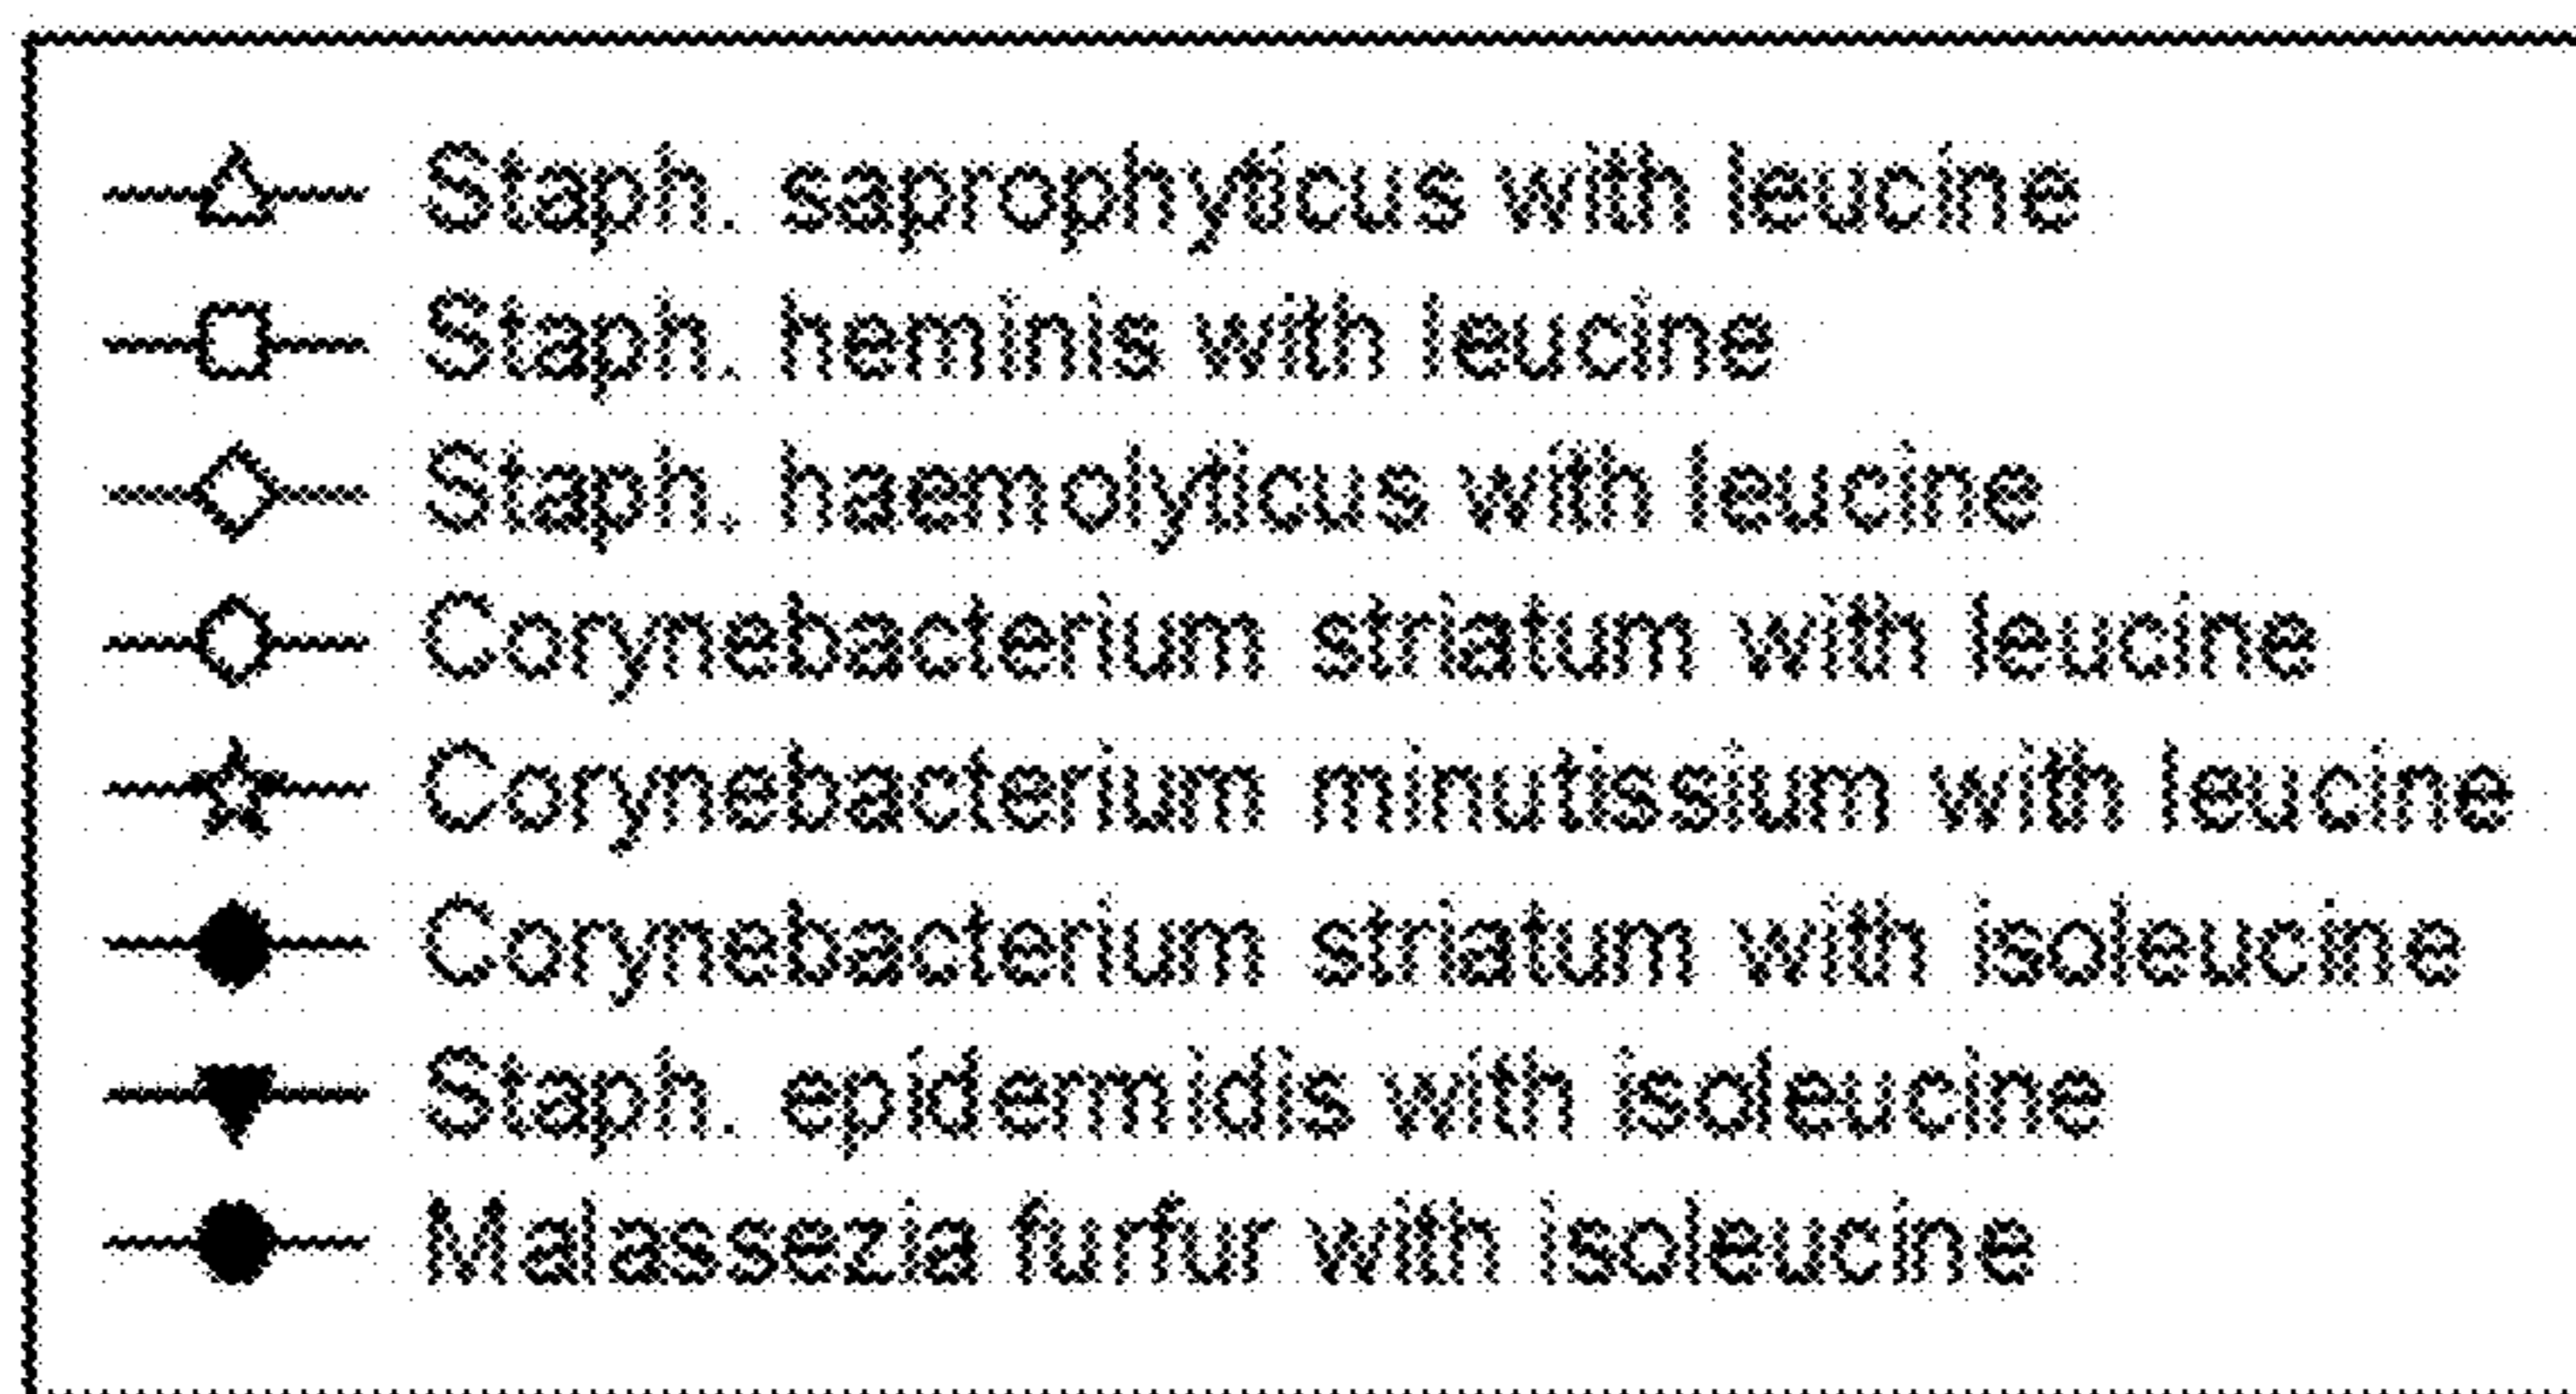 Staph. saprophyticus with leucine
Staph. heminis with leucine
Staph. haemolyticus with leucine
Corynebacterium striatum with leucine
Corynebacterium minutissium with leucine
Corynebacterium striatum with isoleucine
Staph. epidermidis with isoleucine
Malassezia furfur with isoleucine